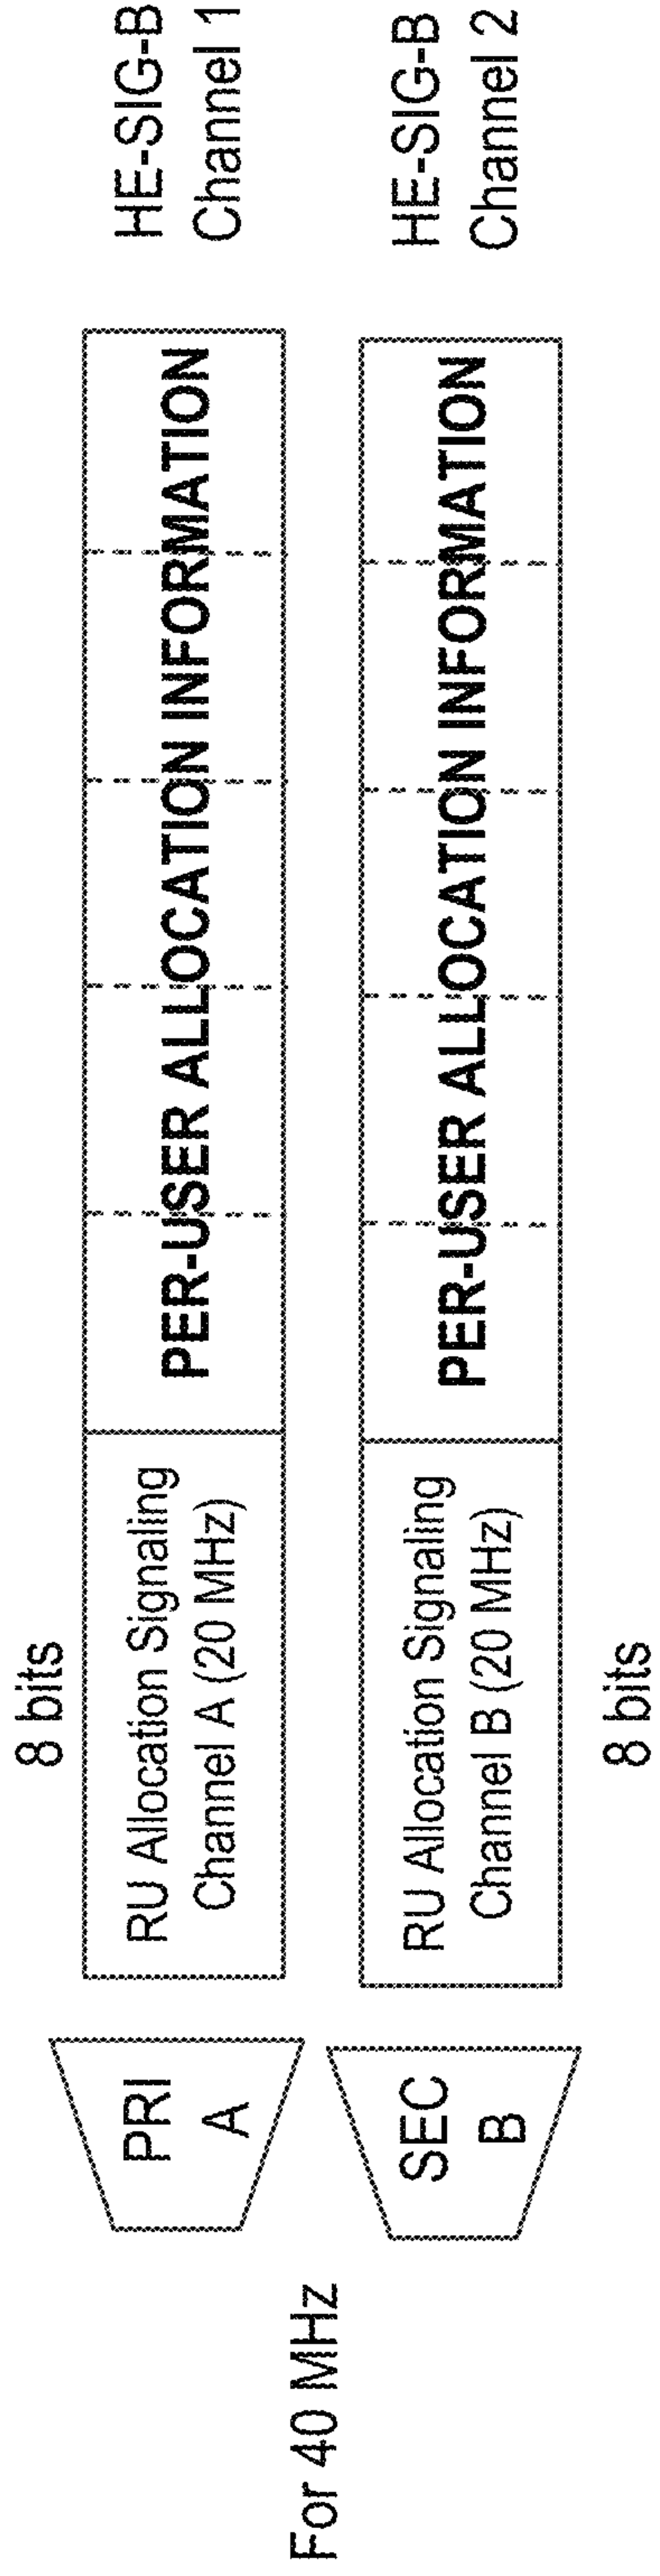 For 40 MHz
8 bits
PRI
A
RU Allocation Signaling
Channel A (20 MHz)
PER-USER ALLOCATION INFORMATION
HE-SIG-B
Channel 1
SEC
B
RU Allocation Signaling
Channel B (20 MHz)
PER-USER ALLOCATION INFORMATION
HE-SIG-B
Channel 2
8 bits